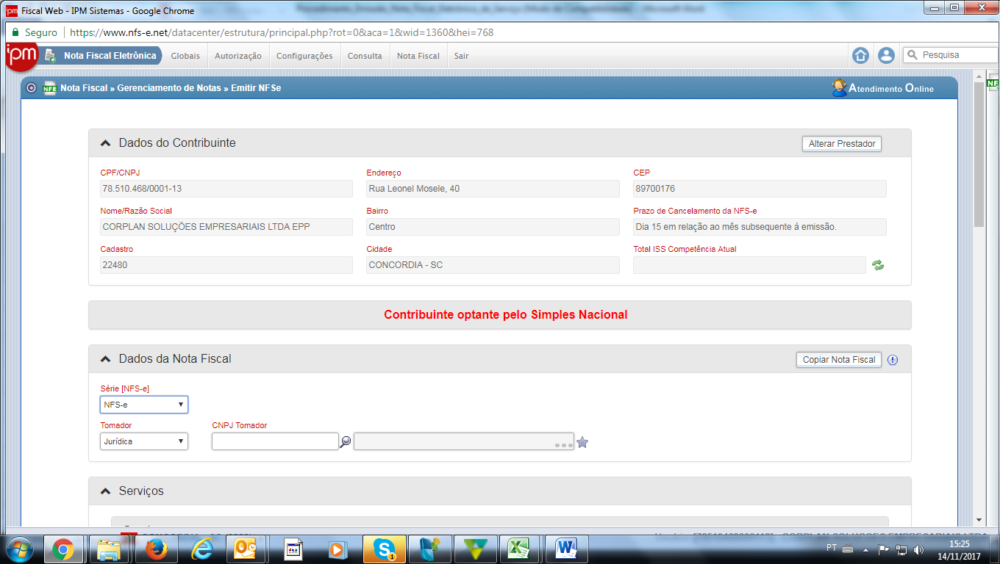 Fiscal Web - IPM Sistemas - Google Chrome
Seguro https://www.nfs-e.net/datacenter/estrutura/principal.php?rot=0&aca=1&wid=1360&hei=768
ipm Nota Fiscal Eletrônica Globais Autorização Configurações Consulta Nota Fiscal Sair Pesquisa
NFE Nota Fiscal » Gerenciamento de Notas » Emitir NFSe Atendimento Online
Dados do Contribuinte Alterar Prestador
CPF/CNPJ Endereço CEP
78.510.468/0001-13 Rua Leonel Mosele, 40 89700176
Nome/Razão Social Bairro Prazo de Cancelamento da NFS-e
CORPLAN SOLUÇÕES EMPRESARIAIS LTDA EPP Centro Dia 15 em relação ao mês subsequente à emissão.
Cadastro Cidade Total ISS Competência Atual
22480 CONCORDIA - SC
Contribuinte optante pelo Simples Nacional
Dados da Nota Fiscal Copiar Nota Fiscal
Série [NFS-e]
NFS-e
Tomador CNPJ Tomador
Jurídica
Serviços
PT 15:25
14/11/2017